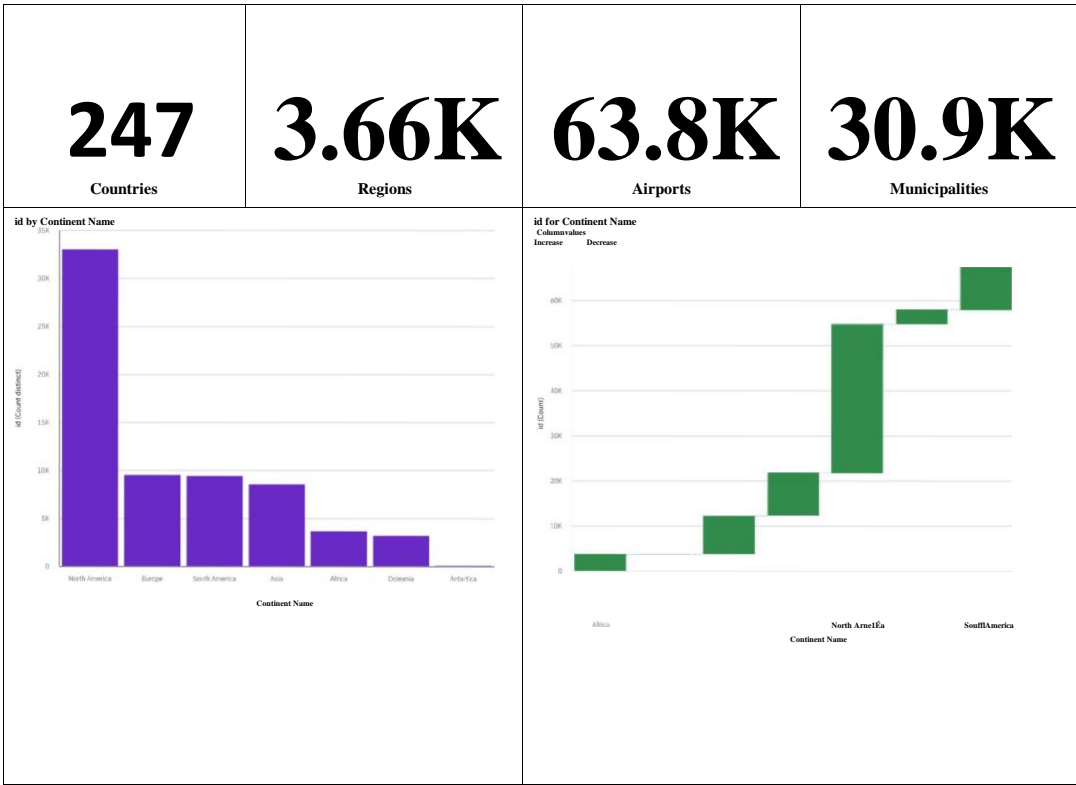 247
Countries
3.66K
Regions
63.8K
Airports
30.9K
Municipalities
id by Continent Name
35K
30K
25K
20K
15K
10K
5K
0
id (Count distinct)
North America
Europe
South America
Asia
Africa
Oceania
Antartica
Continent Name
id for Continent Name
Columnvalues
Increase Decrease
60K
50K
40K
30K
20K
10K
0
id (Count)
Africa
North Arne1Éa
SoufflAmerica
Continent Name